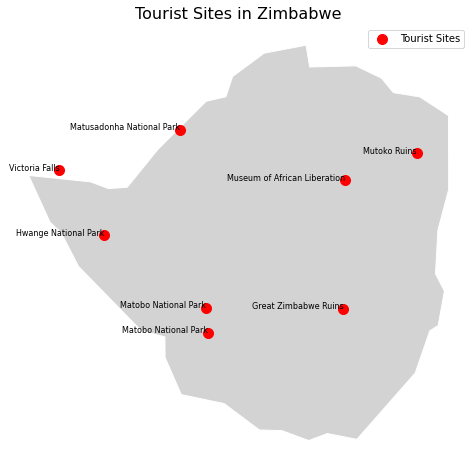 Tourist Sites in Zimbabwe
Tourist Sites
Matusadonha National Park
Mutoko Ruins
Victoria Falls
Museum of African Liberation
Hwange National Park
Matobo National Park
Great Zimbabwe Ruins
Matobo National Park